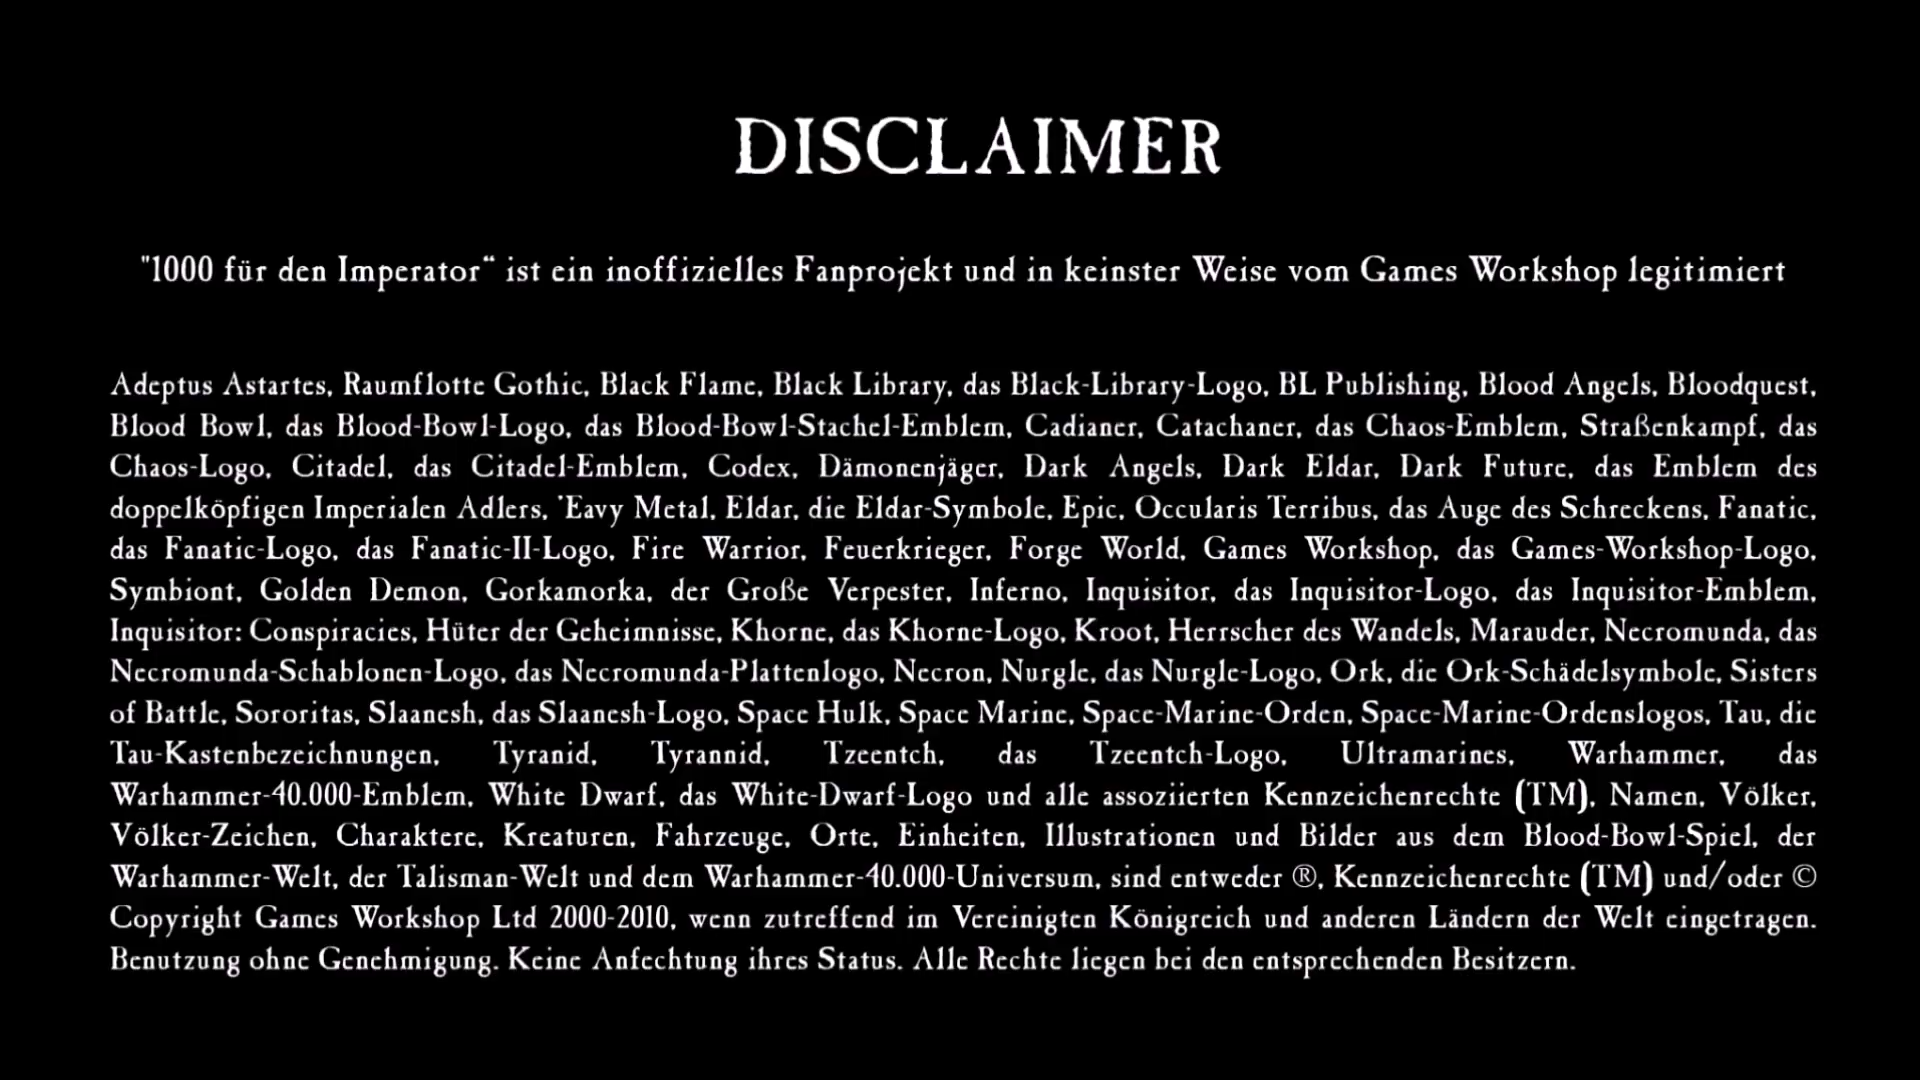 DISCLAIMER
"1000 für den Imperator“ ist ein inoffizielles Fanprojekt und in keinster Weise vom Games Workshop legitimiert
Adeptus Astartes, Raumflotte Gothic, Black Flame, Black Library, das Black-Library-Logo, BL Publishing, Blood Angels, Bloodquest,
Blood Bowl, das Blood-Bowl-Logo, das Blood-Bowl-Stachel-Emblem, Cadianer, Catachaner, das Chaos-Emblem, Straßenkampf, das
Chaos-Logo, Citadel, das Citadel-Emblem, Codex, Dämonenjäger, Dark Angels, Dark Eldar, Dark Future, das Emblem des
doppelköpfigen Imperialen Adlers, 'Eavy Metal, Eldar, die Eldar-Symbole, Epic, Occularis Terribus, das Auge des Schreckens, Fanatic,
das Fanatic-Logo, das Fanatic-II-Logo, Fire Warrior, Feuerkrieger, Forge World, Games Workshop, das Games-Workshop-Logo,
Symbiont, Golden Demon, Gorkamorka, der Große Verpester, Inferno, Inquisitor, das Inquisitor-Logo, das Inquisitor-Emblem,
Inquisitor: Conspiracies, Hüter der Geheimnisse, Khorne, das Khorne-Logo, Kroot, Herrscher des Wandels, Marauder, Necromunda, das
Necromunda-Schablonen-Logo, das Necromunda-Plattenlogo, Necron, Nurgle, das Nurgle-Logo, Ork, die Ork-Schädelsymbole, Sisters
of Battle, Sororitas, Slaanesh, das Slaanesh-Logo, Space Hulk, Space Marine, Space-Marine-Orden, Space-Marine-Ordenslogos, Tau, die
Tau-Kastenbezeichnungen, Tyranid, Tyrannid, Tzeentch, das Tzeentch-Logo, Ultramarines, Warhammer, das
Warhammer-40.000-Emblem, White Dwarf, das White-Dwarf-Logo und alle assoziierten Kennzeichenrechte (TM), Namen, Völker,
Völker-Zeichen, Charaktere, Kreaturen, Fahrzeuge, Orte, Einheiten, Illustrationen und Bilder aus dem Blood-Bowl-Spiel, der
Warhammer-Welt, der Talisman-Welt und dem Warhammer-40.000-Universum, sind entweder ®, Kennzeichenrechte (TM) und/oder ©
Copyright Games Workshop Ltd 2000-2010, wenn zutreffend im Vereinigten Königreich und anderen Ländern der Welt eingetragen.
Benutzung ohne Genehmigung. Keine Anfechtung ihres Status. Alle Rechte liegen bei den entsprechenden Besitzern.